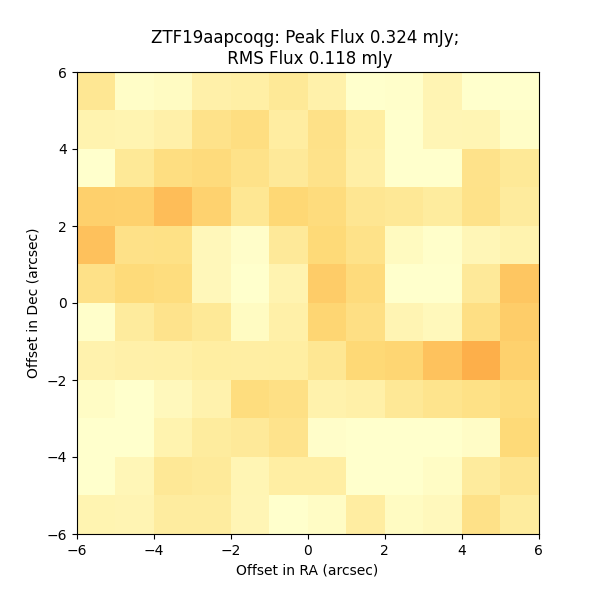 ZTF19aapcoqg: Peak Flux 0.324 mJy;
RMS Flux 0.118 mJy
6
4
2
0
−2
−4
−6
Offset in Dec (arcsec)
−6 −4 −2 0 2 4 6
Offset in RA (arcsec)